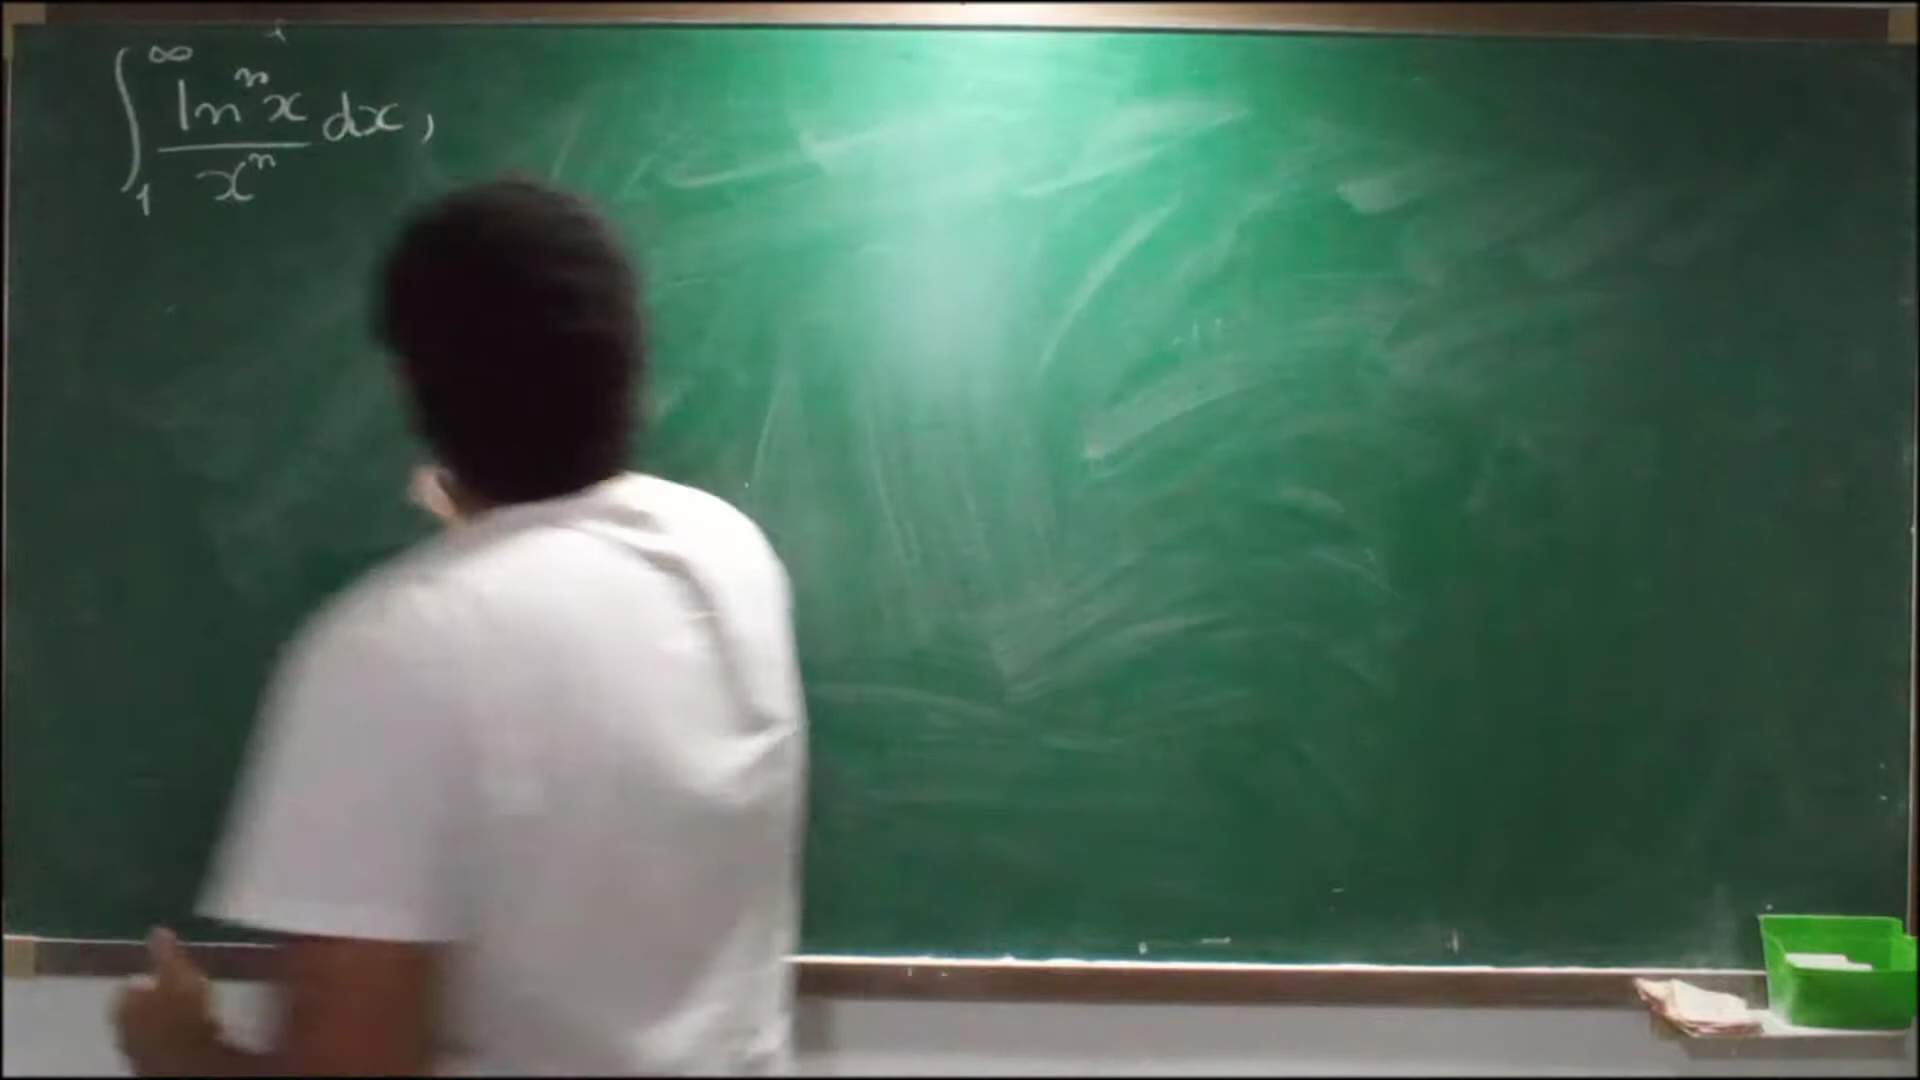 ∫₁^∞ lnⁿx / xⁿ dx,